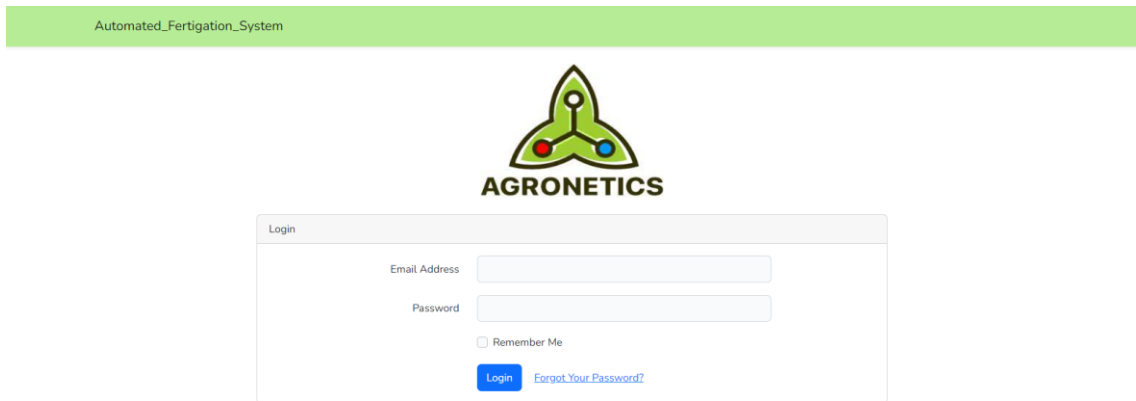 Automated_Fertigation_System
AGRONETICS
Login
Email Address
Password
Remember Me
Login Forgot Your Password?